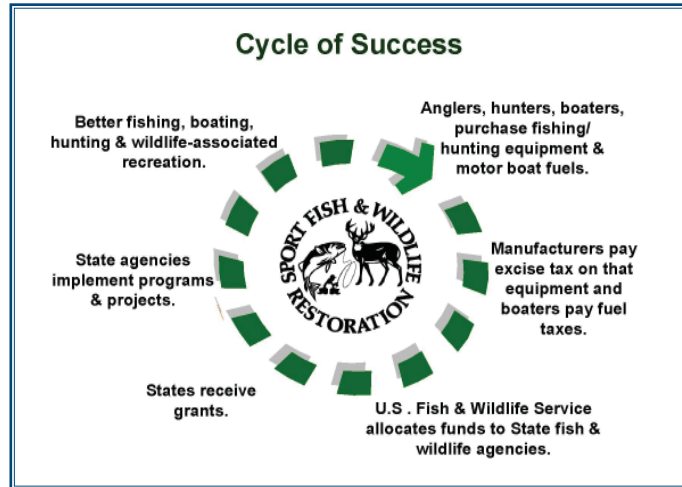 Cycle of Success
Better fishing, boating,
hunting & wildlife-associated
recreation.
Anglers, hunters, boaters,
purchase fishing/
hunting equipment &
motor boat fuels.
SPORT FISH & WILDLIFE
RESTORATION
State agencies
implement programs
& projects.
Manufacturers pay
excise tax on that
equipment and
boaters pay fuel
taxes.
States receive
grants.
U.S . Fish & Wildlife Service
allocates funds to State fish &
wildlife agencies.